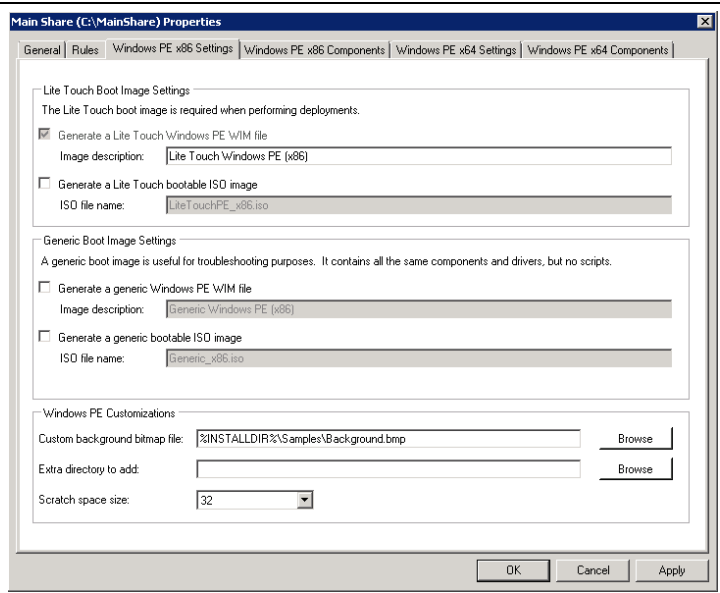 Main Share (C:\MainShare) Properties
General Rules Windows PE x86 Settings Windows PE x86 Components Windows PE x64 Settings Windows PE x64 Components
Lite Touch Boot Image Settings
The Lite Touch boot image is required when performing deployments.
Generate a Lite Touch Windows PE WIM file
Image description: Lite Touch Windows PE (x86)
Generate a Lite Touch bootable ISO image
ISO file name: LiteTouchPE_x86.iso
Generic Boot Image Settings
A generic boot image is useful for troubleshooting purposes. It contains all the same components and drivers, but no scripts.
Generate a generic Windows PE WIM file
Image description: Generic Windows PE (x86)
Generate a generic bootable ISO image
ISO file name: Generic_x86.iso
Windows PE Customizations
Custom background bitmap file: %INSTALLDIR%\Samples\Background.bmp Browse
Extra directory to add: Browse
Scratch space size: 32
OK Cancel Apply